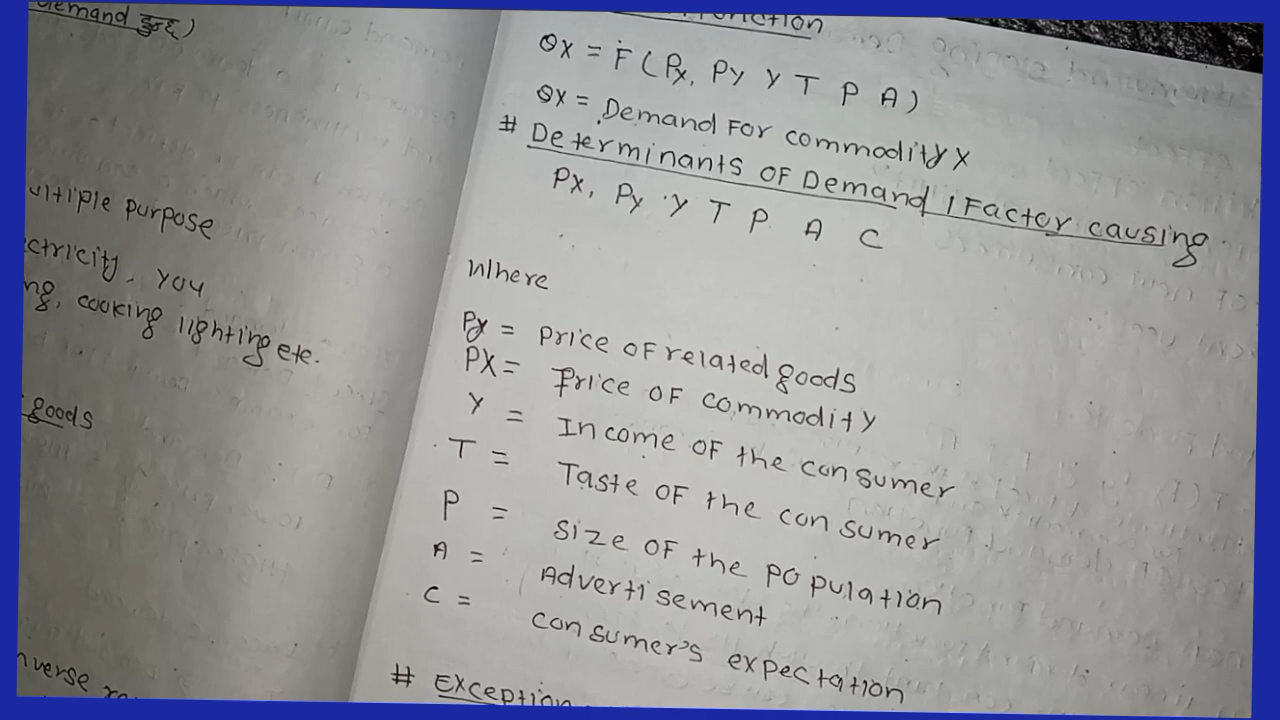 demand हुन्छ)
ultiple purpose
ctricity. you
ng, cooking lighting etc.
goods
nverse
Function
QX = F (Px, PY Y T P A)
QX = Demand For commodity X
# Determinants OF Demand / Factor causing
PX, Py Y T P A C
Where
Py = price OF related goods
PX = Price OF commodity
Y = Income OF the consumer
T = Taste OF the consumer
P = Size OF the population
A = Advertisement
C = consumer's expectation
# Exception